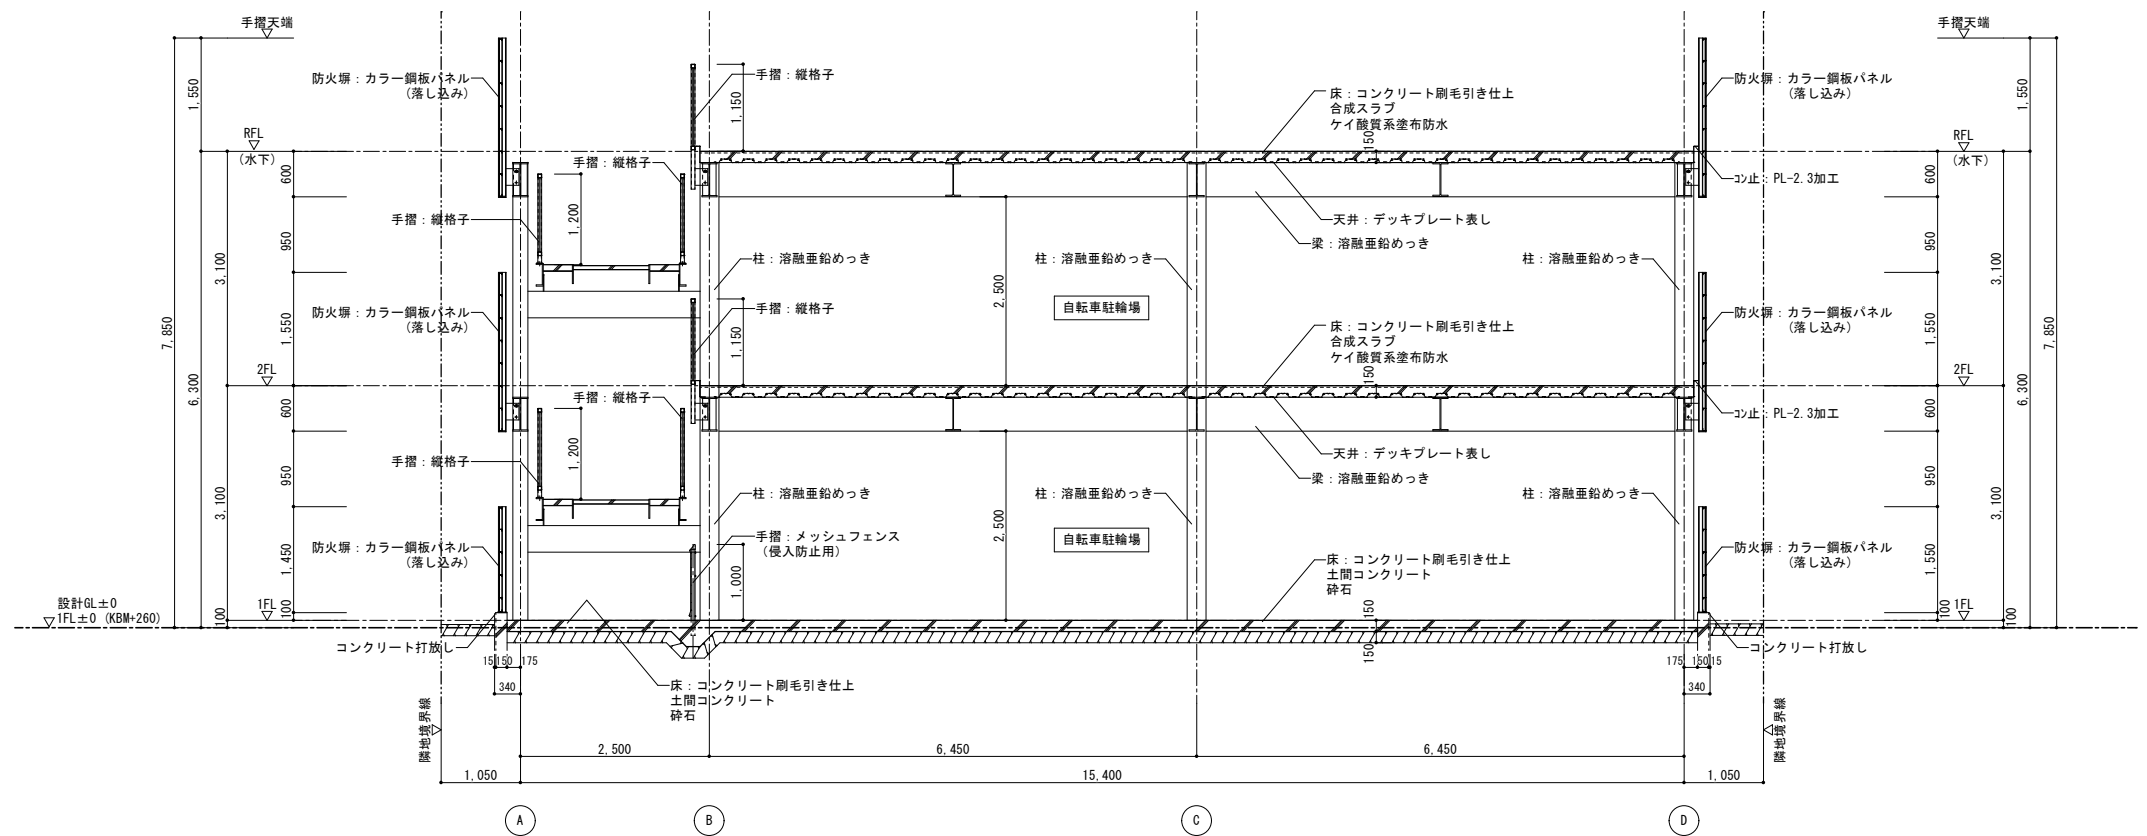 手摺天端
手摺天端
防火塀：カラー鋼板パネル
(落し込み)
手摺：縦格子
防火塀：カラー鋼板パネル
(落し込み)
1,550
1,150
床：コンクリート刷毛引き仕上
合成スラブ
ケイ酸質系塗布防水
1,550
RFL
(水下)
手摺：縦格子
150
RFL
(水下)
600
コン止：PL-2.3加工
600
手摺：縦格子
1,200
天井：デッキプレート表し
梁：溶融亜鉛めっき
950
3,100
柱：溶融亜鉛めっき
柱：溶融亜鉛めっき
柱：溶融亜鉛めっき
950
3,100
2,500
自転車駐輪場
防火塀：カラー鋼板パネル
(落し込み)
手摺：縦格子
防火塀：カラー鋼板パネル
(落し込み)
7,850
1,550
1,150
床：コンクリート刷毛引き仕上
合成スラブ
ケイ酸質系塗布防水
1,550
7,850
6,300
2FL
手摺：縦格子
150
2FL
6,300
600
コン止：PL-2.3加工
600
手摺：縦格子
1,200
天井：デッキプレート表し
梁：溶融亜鉛めっき
950
3,100
柱：溶融亜鉛めっき
柱：溶融亜鉛めっき
柱：溶融亜鉛めっき
950
3,100
2,500
自転車駐輪場
防火塀：カラー鋼板パネル
(落し込み)
手摺：メッシュフェンス
(侵入防止用)
防火塀：カラー鋼板パネル
(落し込み)
1,450
1,000
床：コンクリート刷毛引き仕上
土間コンクリート
砕石
1,550
設計GL±0
1FL±0 (KBM+260)
1FL
100
100
150
1FL
100
100
コンクリート打放し
150
コンクリート打放し
15 150 175
175 150 15
340
340
床：コンクリート刷毛引き仕上
土間コンクリート
砕石
隣地境界線
隣地境界線
2,500
6,450
6,450
1,050
15,400
1,050
A
B
C
D